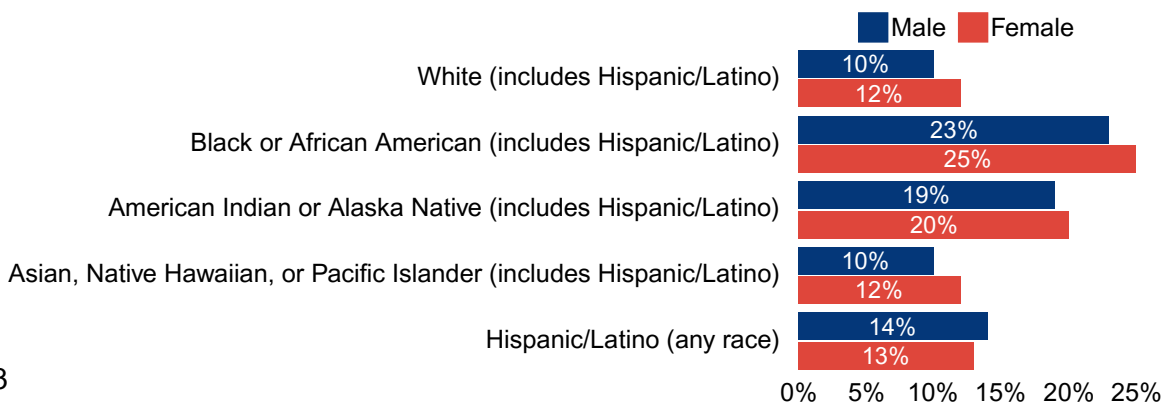 Male Female
White (includes Hispanic/Latino) 10%
12%
Black or African American (includes Hispanic/Latino) 23%
25%
American Indian or Alaska Native (includes Hispanic/Latino) 19%
20%
Asian, Native Hawaiian, or Pacific Islander (includes Hispanic/Latino) 10%
12%
Hispanic/Latino (any race) 14%
13%
0% 5% 10% 15% 20% 25%